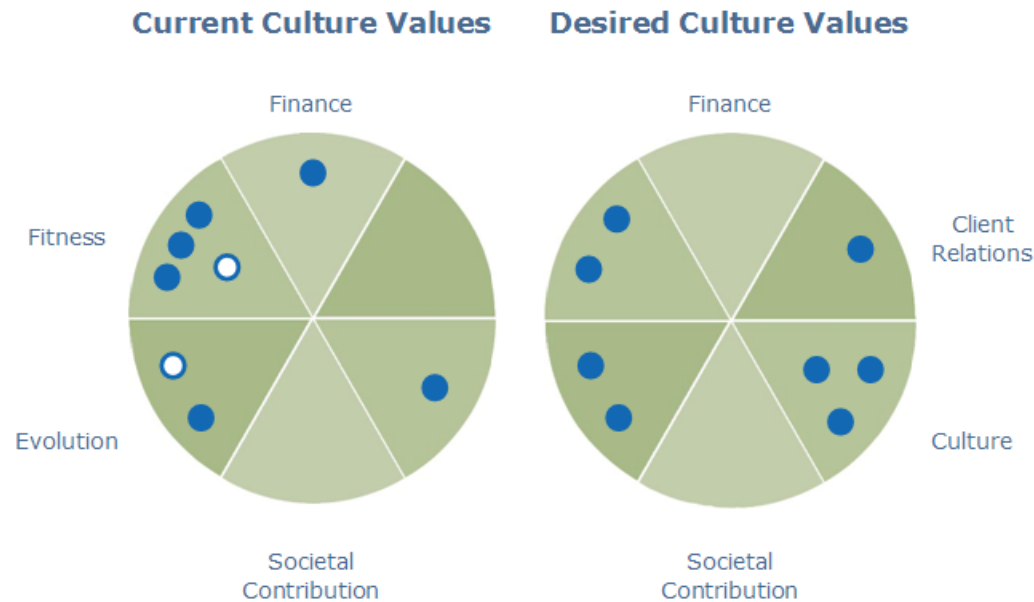 Current Culture Values
Desired Culture Values
Finance
Finance
Fitness
Client
Relations
Evolution
Culture
Societal
Contribution
Societal
Contribution